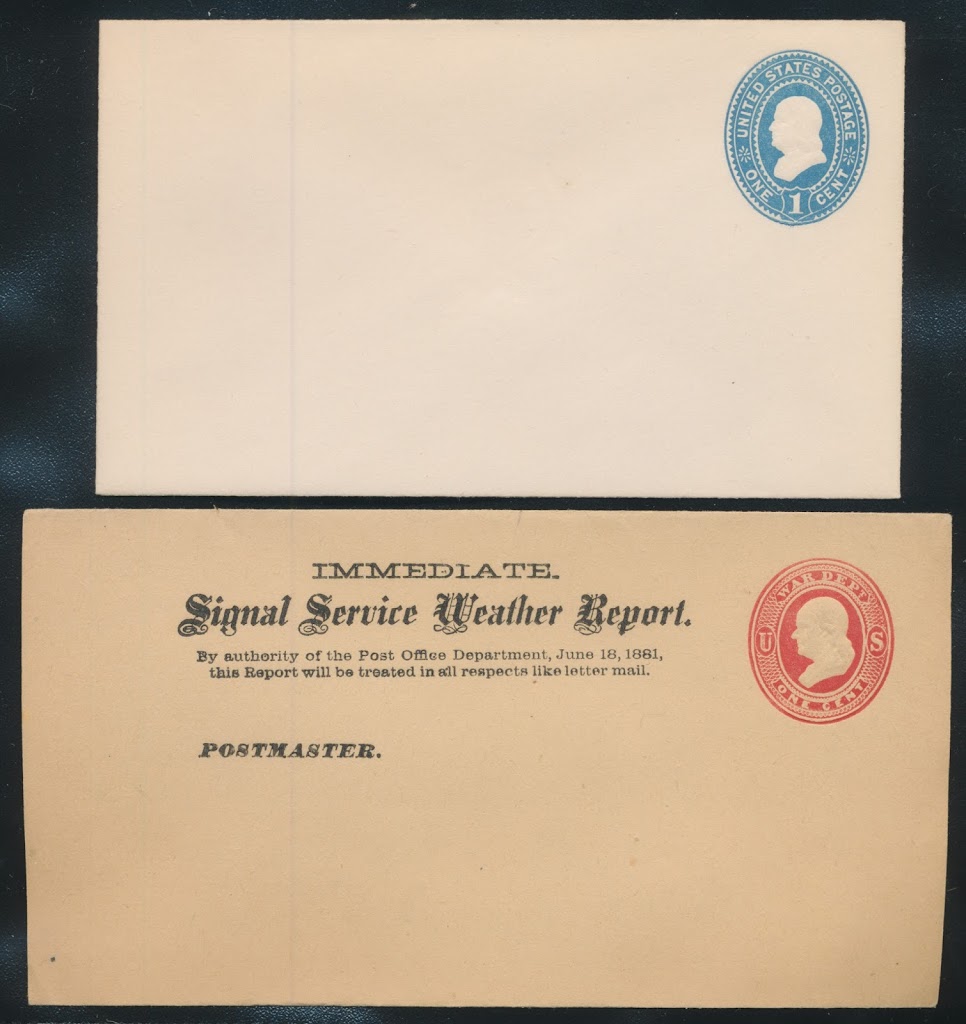 UNITED STATES POSTAGE
ONE 1 CENT
IMMEDIATE.
Signal Service Weather Report.
By authority of the Post Office Department, June 18, 1881,
this Report will be treated in all respects like letter mail.
POSTMASTER.
WAR DEPT.
U S
ONE CENT